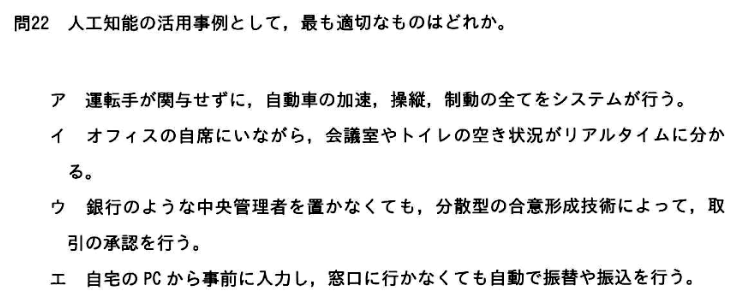 問22 人工知能の活用事例として，最も適切なものはどれか。
ア 運転手が関与せずに，自動車の加速，操縦，制動の全てをシステムが行う。
イ オフィスの自席にいながら，会議室やトイレの空き状況がリアルタイムに分か
る。
ウ 銀行のような中央管理者を置かなくても，分散型の合意形成技術によって，取
引の承認を行う。
エ 自宅のPCから事前に入力し，窓口に行かなくても自動で振替や振込を行う。